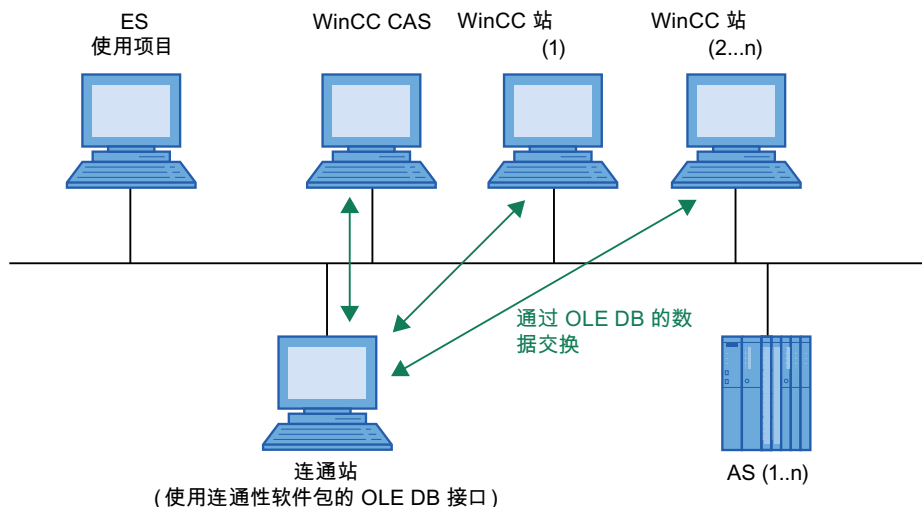 ES
使用项目
WinCC CAS
WinCC 站
(1)
WinCC 站
(2...n)
通过 OLE DB 的数
据交换
连通站
(使用连通性软件包的 OLE DB 接口)
AS (1..n)